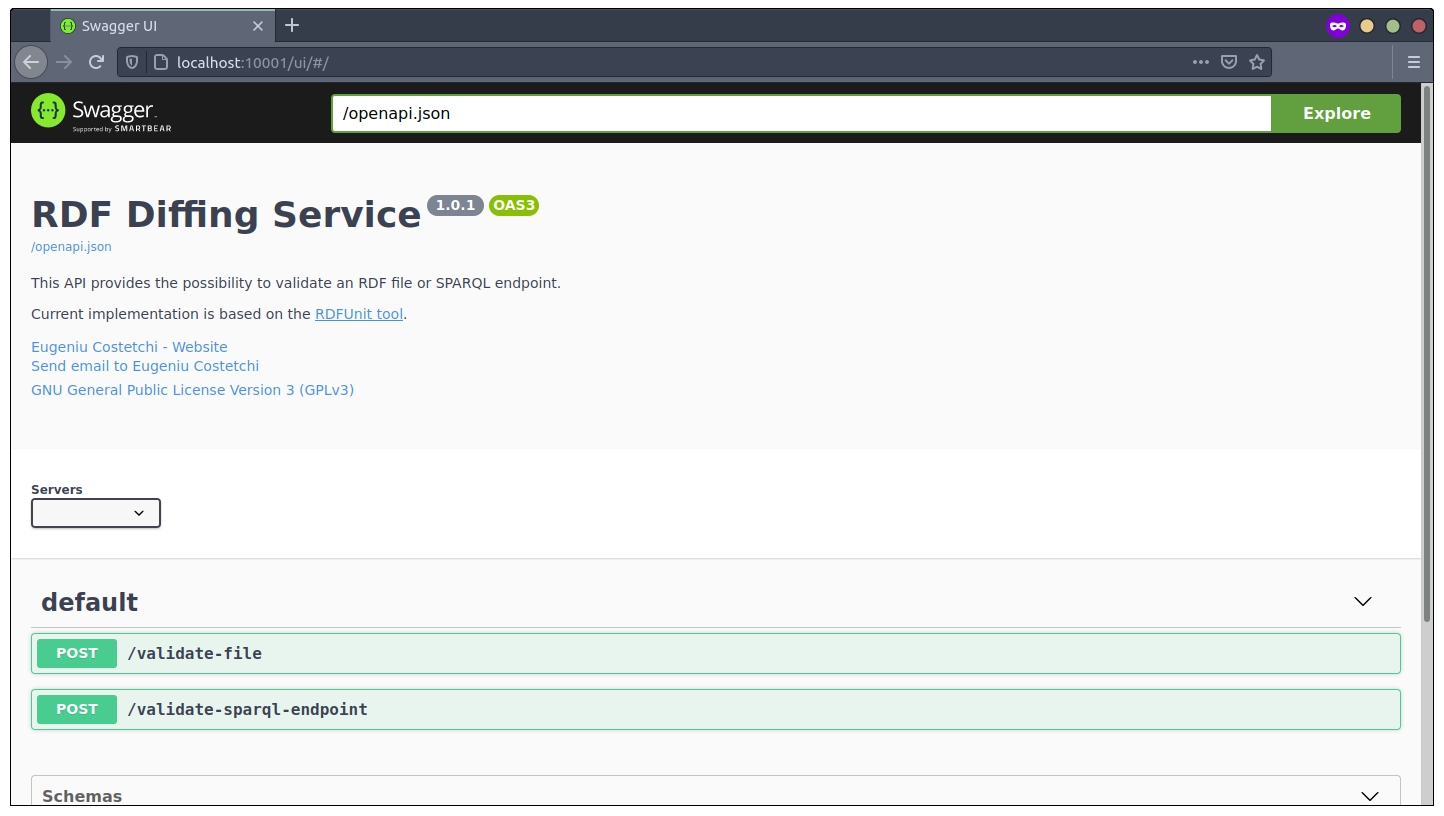 Swagger UI
localhost:10001/ui/#/
Swagger
Supported by SMARTBEAR
/openapi.json
Explore
RDF Diffing Service 1.0.1 OAS3
/openapi.json
This API provides the possibility to validate an RDF file or SPARQL endpoint.
Current implementation is based on the RDFUnit tool.
Eugeniu Costetchi - Website
Send email to Eugeniu Costetchi
GNU General Public License Version 3 (GPLv3)
Servers
default
POST /validate-file
POST /validate-sparql-endpoint
Schemas